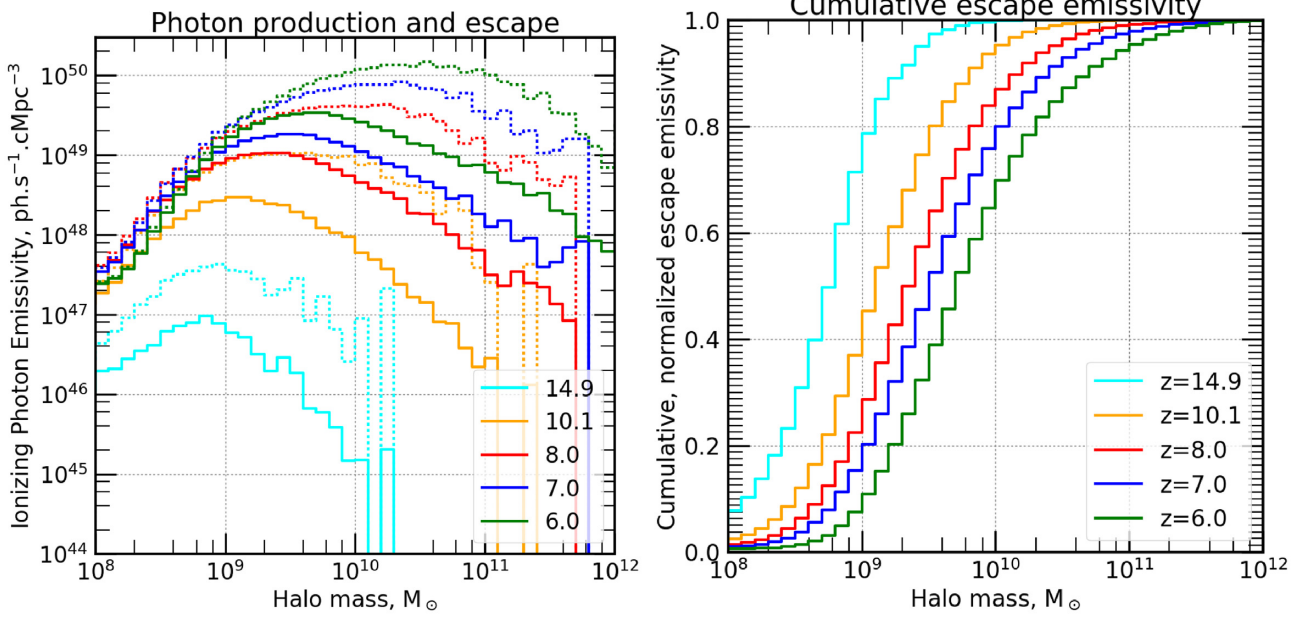 Photon production and escape
Ionizing Photon Emissivity, ph.s⁻¹.cMpc⁻³
10⁵⁰
10⁴⁹
10⁴⁸
10⁴⁷
10⁴⁶
10⁴⁵
10⁴⁴
10⁸ 10⁹ 10¹⁰ 10¹¹ 10¹²
Halo mass, M⊙
14.9
10.1
8.0
7.0
6.0
Cumulative escape emissivity
Cumulative, normalized escape emissivity
1.0
0.8
0.6
0.4
0.2
0.0
10⁸ 10⁹ 10¹⁰ 10¹¹ 10¹²
Halo mass, M⊙
z=14.9
z=10.1
z=8.0
z=7.0
z=6.0